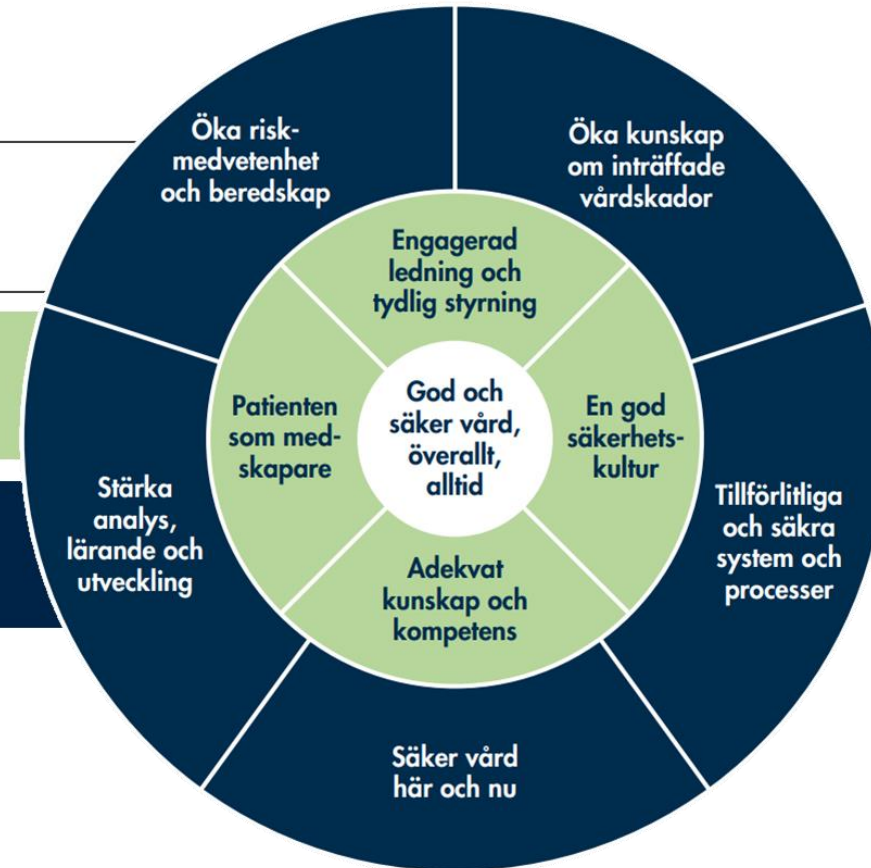 Öka risk-
medvetenhet
och beredskap
Öka kunskap
om inträffade
vårdskador
Engagerad
ledning och
tydlig styrning
Patienten
som med-
skapare
God och
säker vård,
överallt,
alltid
En god
säkerhets-
kultur
Stärka
analys,
lärande och
utveckling
Tillförlitliga
och säkra
system och
processer
Adekvat
kunskap och
kompetens
Säker vård
här och nu